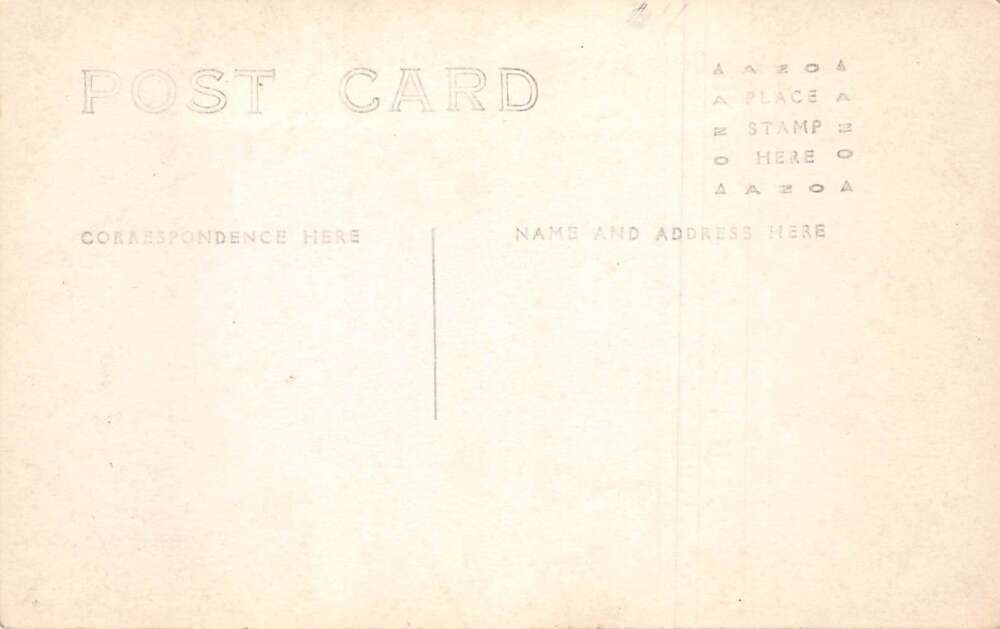 POST CARD
▲ AZO ▲
A PLACE A
Z STAMP Z
O HERE O
▲ AZO ▲
CORRESPONDENCE HERE
NAME AND ADDRESS HERE